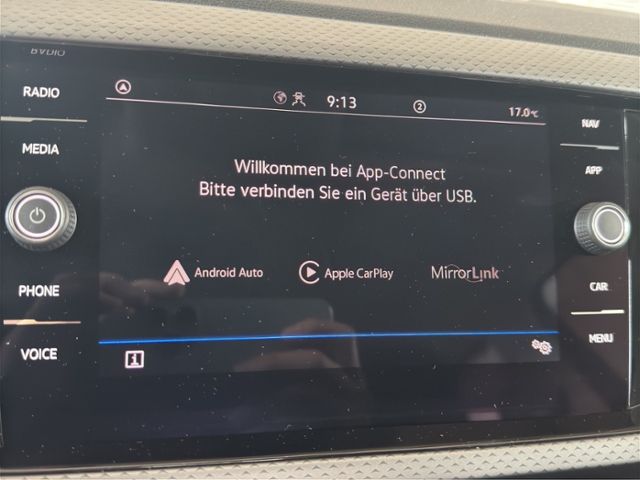 RADIO
MEDIA
PHONE
VOICE
9:13
2
17.0°C
Willkommen bei App-Connect
Bitte verbinden Sie ein Gerät über USB.
Android Auto
Apple CarPlay
MirrorLink
i
NAV
APP
CAR
MENU